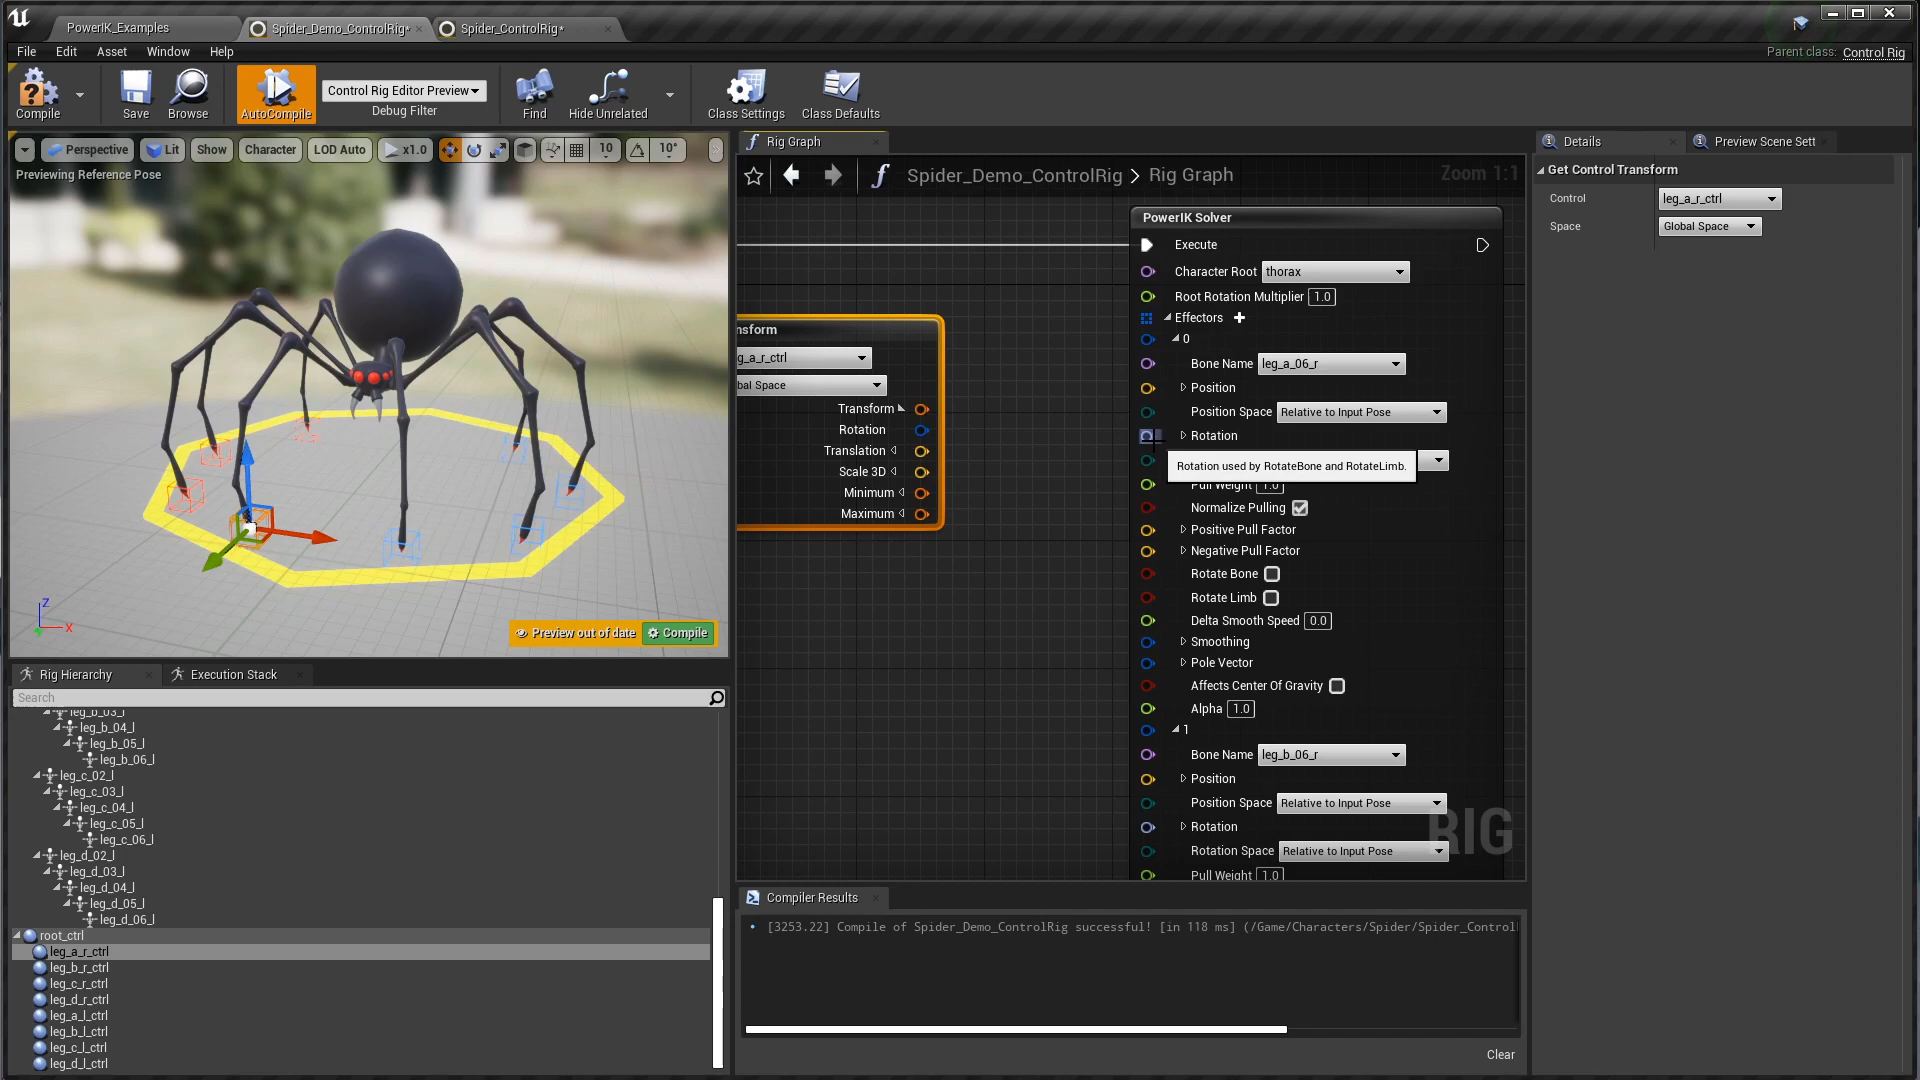 PowerIK_Examples
Spider_Demo_ControlRig*
Spider_ControlRig*
File Edit Asset Window Help
Parent class: Control Rig
Compile
Save
Browse
AutoCompile
Control Rig Editor Preview
Debug Filter
Find
Hide Unrelated
Class Settings
Class Defaults
Perspective
Lit
Show
Character
LOD Auto
x1.0
10
10°
Previewing Reference Pose
Z
X
Preview out of date
Compile
Rig Hierarchy
Execution Stack
Search
leg_b_03_l
leg_b_04_l
leg_b_05_l
leg_b_06_l
leg_c_02_l
leg_c_03_l
leg_c_04_l
leg_c_05_l
leg_c_06_l
leg_d_02_l
leg_d_03_l
leg_d_04_l
leg_d_05_l
leg_d_06_l
root_ctrl
leg_a_r_ctrl
leg_b_r_ctrl
leg_c_r_ctrl
leg_d_r_ctrl
leg_a_l_ctrl
leg_b_l_ctrl
leg_c_l_ctrl
leg_d_l_ctrl
Rig Graph
Spider_Demo_ControlRig > Rig Graph
Zoom 1:1
nsform
g_a_r_ctrl
bal Space
Transform
Rotation
Translation
Scale 3D
Minimum
Maximum
PowerIK Solver
Execute
Character Root thorax
Root Rotation Multiplier 1.0
Effectors
0
Bone Name leg_a_06_r
Position
Position Space Relative to Input Pose
Rotation
Rotation used by RotateBone and RotateLimb.
Pull Weight 1.0
Normalize Pulling
Positive Pull Factor
Negative Pull Factor
Rotate Bone
Rotate Limb
Delta Smooth Speed 0.0
Smoothing
Pole Vector
Affects Center Of Gravity
Alpha 1.0
1
Bone Name leg_b_06_r
Position
Position Space Relative to Input Pose
Rotation
Rotation Space Relative to Input Pose
Pull Weight 1.0
RIG
Compiler Results
[3253.22] Compile of Spider_Demo_ControlRig successful! [in 118 ms] (/Game/Characters/Spider/Spider_Control
Clear
Details
Preview Scene Sett
Get Control Transform
Control leg_a_r_ctrl
Space Global Space